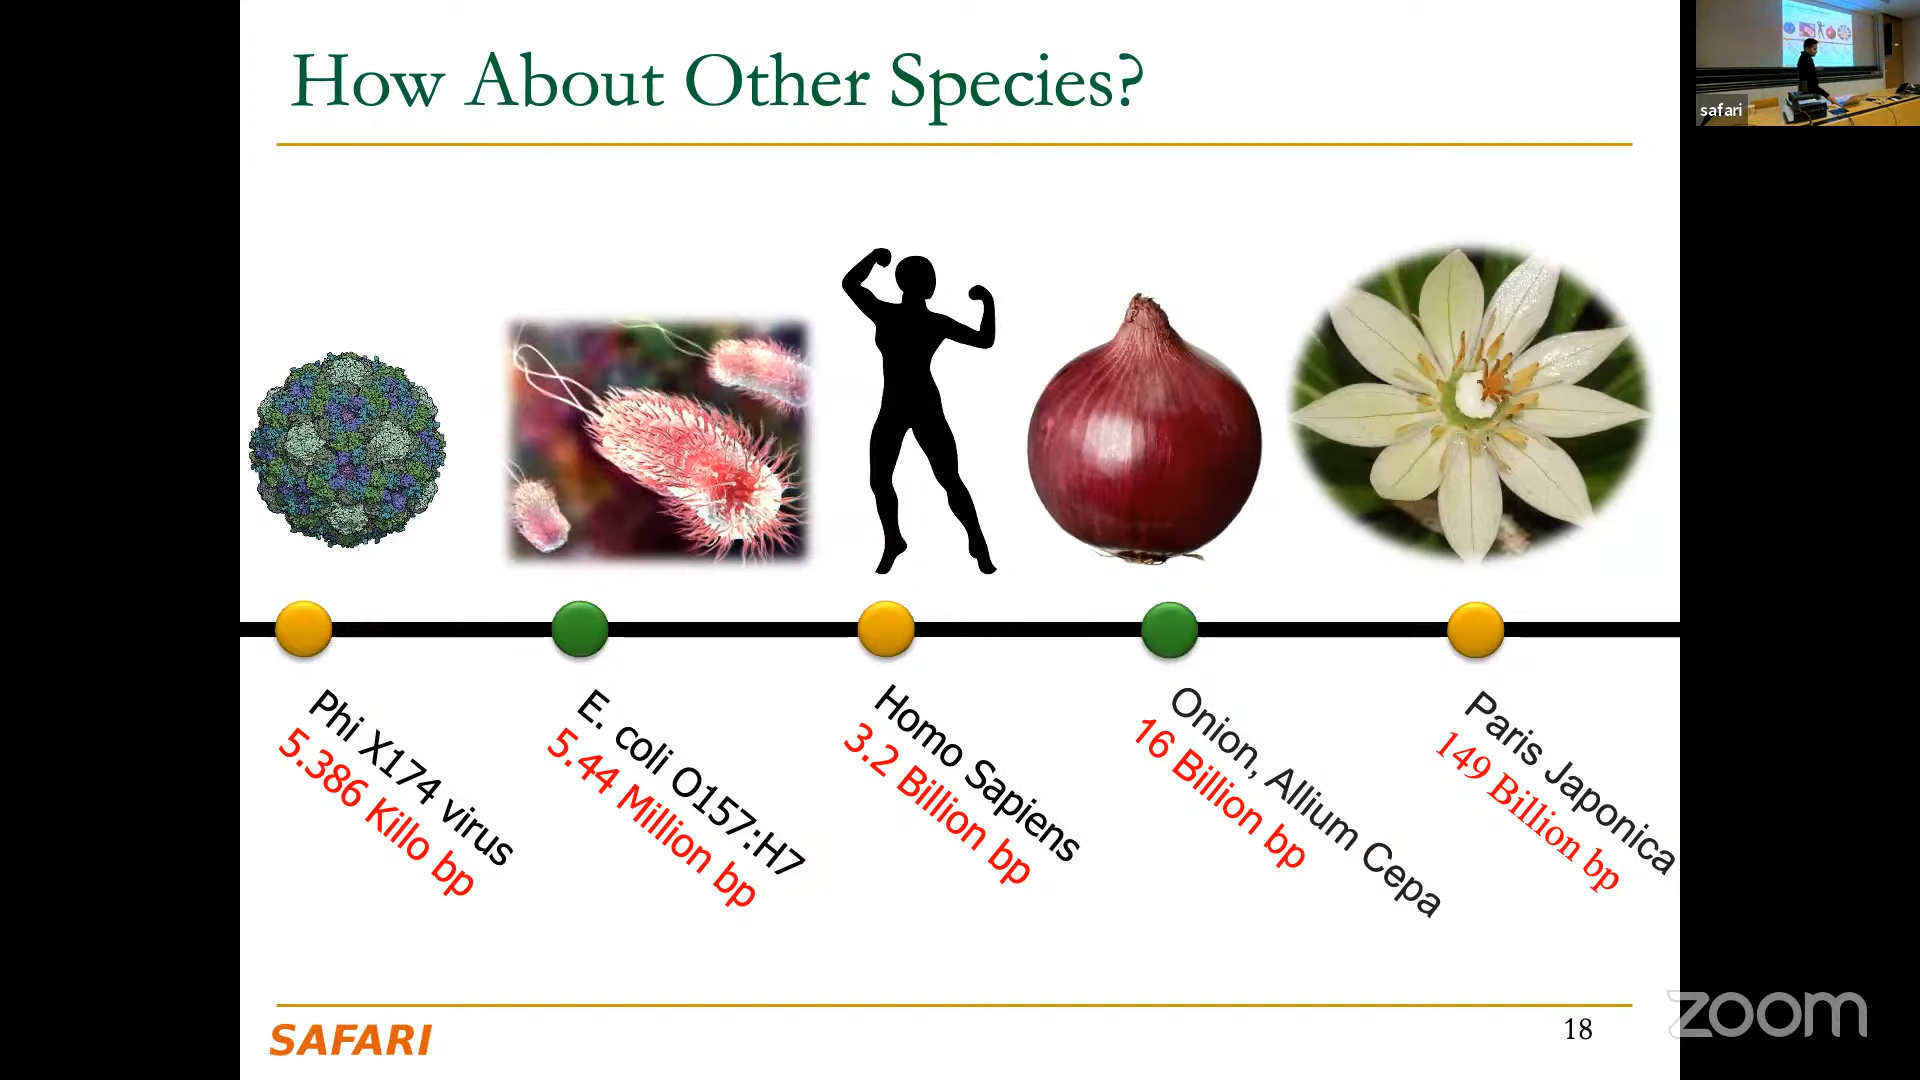 How About Other Species?
safari
Phi X174 virus
5.386 Killo bp
E. coli O157:H7
5.44 Million bp
Homo Sapiens
3.2 Billion bp
Onion, Allium Cepa
16 Billion bp
Paris Japonica
149 Billion bp
SAFARI
18
zoom